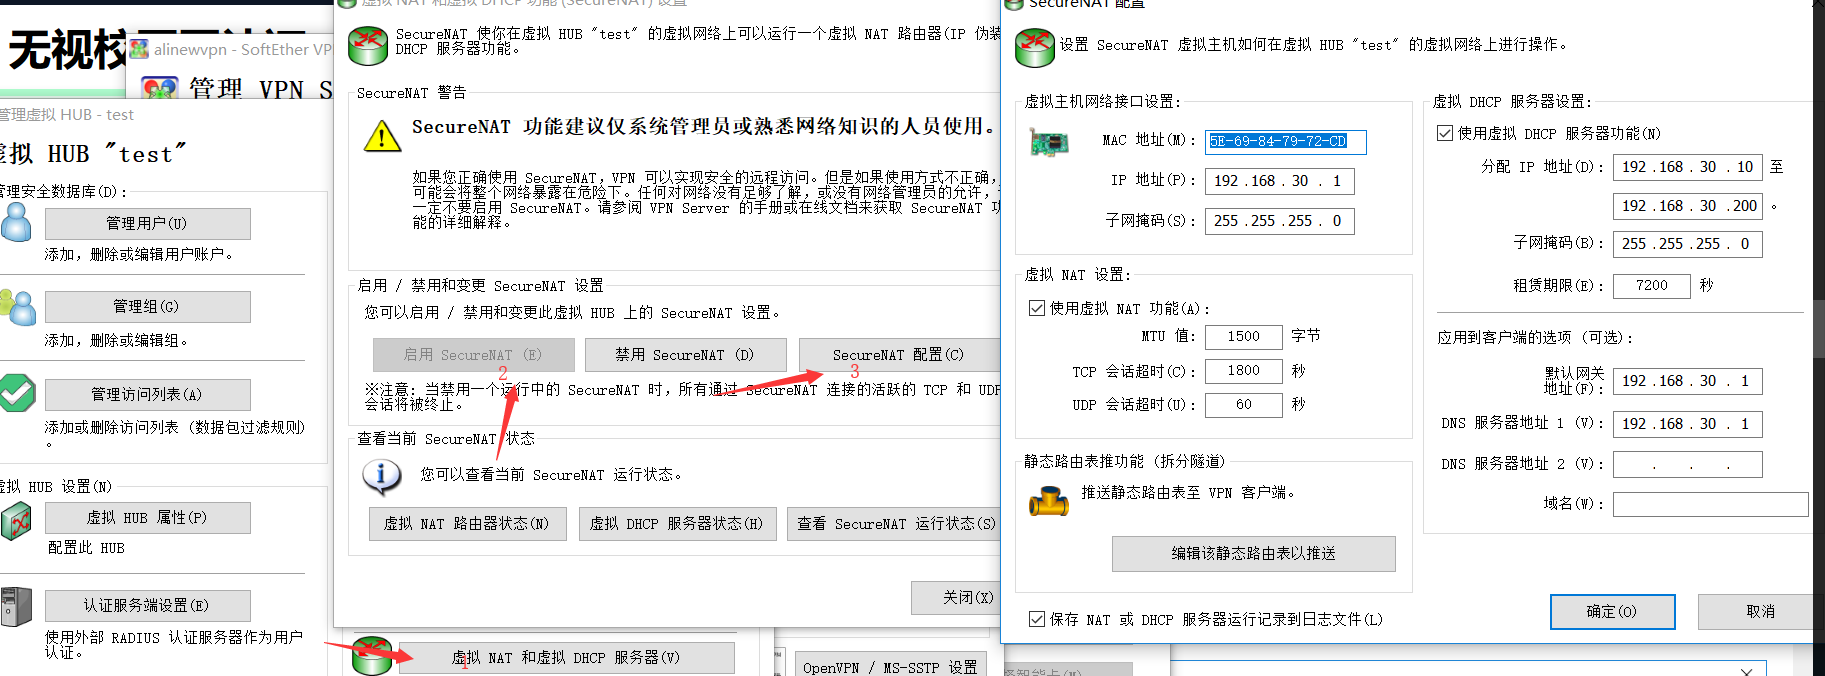 无视校
alinewvpn - SoftEther VP
管理 VPN S
管理虚拟 HUB - test
虚拟 HUB "test"
管理安全数据库(D):
管理用户(U)
添加，删除或编辑用户账户。
管理组(G)
添加，删除或编辑组。
管理访问列表(A)
添加或删除访问列表 (数据包过滤规则)
。
虚拟 HUB 设置(N)
虚拟 HUB 属性(P)
配置此 HUB
认证服务端设置(E)
使用外部 RADIUS 认证服务器作为用户
认证。
虚拟 NAT 和虚拟 DHCP 功能 (SecureNAT) 设置
SecureNAT 使你在虚拟 HUB "test" 的虚拟网络上可以运行一个虚拟 NAT 路由器(IP 伪装
DHCP 服务器功能。
SecureNAT 警告
SecureNAT 功能建议仅系统管理员或熟悉网络知识的人员使用。
如果您正确使用 SecureNAT，VPN 可以实现安全的远程访问。但是如果使用方式不正确，
可能会将整个网络暴露在危险下。任何对网络没有足够了解，或没有网络管理员的允许，
一定不要启用 SecureNAT。请参阅 VPN Server 的手册或在线文档来获取 SecureNAT 功
能的详细解释。
启用 / 禁用和变更 SecureNAT 设置
您可以启用 / 禁用和变更此虚拟 HUB 上的 SecureNAT 设置。
启用 SecureNAT (E)
禁用 SecureNAT (D)
SecureNAT 配置(C)
2
3
※注意: 当禁用一个运行中的 SecureNAT 时，所有通过 SecureNAT 连接的活跃的 TCP 和 UDP
会话将被终止。
查看当前 SecureNAT 状态
您可以查看当前 SecureNAT 运行状态。
虚拟 NAT 路由器状态(N)
虚拟 DHCP 服务器状态(H)
查看 SecureNAT 运行状态(S)
关闭(X)
虚拟 NAT 和虚拟 DHCP 服务器(V)
1
OpenVPN / MS-SSTP 设置
SecureNAT 配置
设置 SecureNAT 虚拟主机如何在虚拟 HUB "test" 的虚拟网络上进行操作。
虚拟主机网络接口设置:
MAC 地址(M): 5E-69-84-79-72-CD
IP 地址(P): 192 .168 . 30 . 1
子网掩码(S): 255 .255 .255 . 0
虚拟 NAT 设置:
使用虚拟 NAT 功能(A):
MTU 值: 1500 字节
TCP 会话超时(C): 1800 秒
UDP 会话超时(U): 60 秒
静态路由表推功能 (拆分隧道)
推送静态路由表至 VPN 客户端。
编辑该静态路由表以推送
保存 NAT 或 DHCP 服务器运行记录到日志文件(L)
虚拟 DHCP 服务器设置:
使用虚拟 DHCP 服务器功能(N)
分配 IP 地址(D): 192 .168 . 30 . 10 至
192 .168 . 30 .200 。
子网掩码(B): 255 .255 .255 . 0
租赁期限(E): 7200 秒
应用到客户端的选项 (可选):
默认网关
地址(F): 192 .168 . 30 . 1
DNS 服务器地址 1 (V): 192 .168 . 30 . 1
DNS 服务器地址 2 (V): . . .
域名(W):
确定(O)
取消